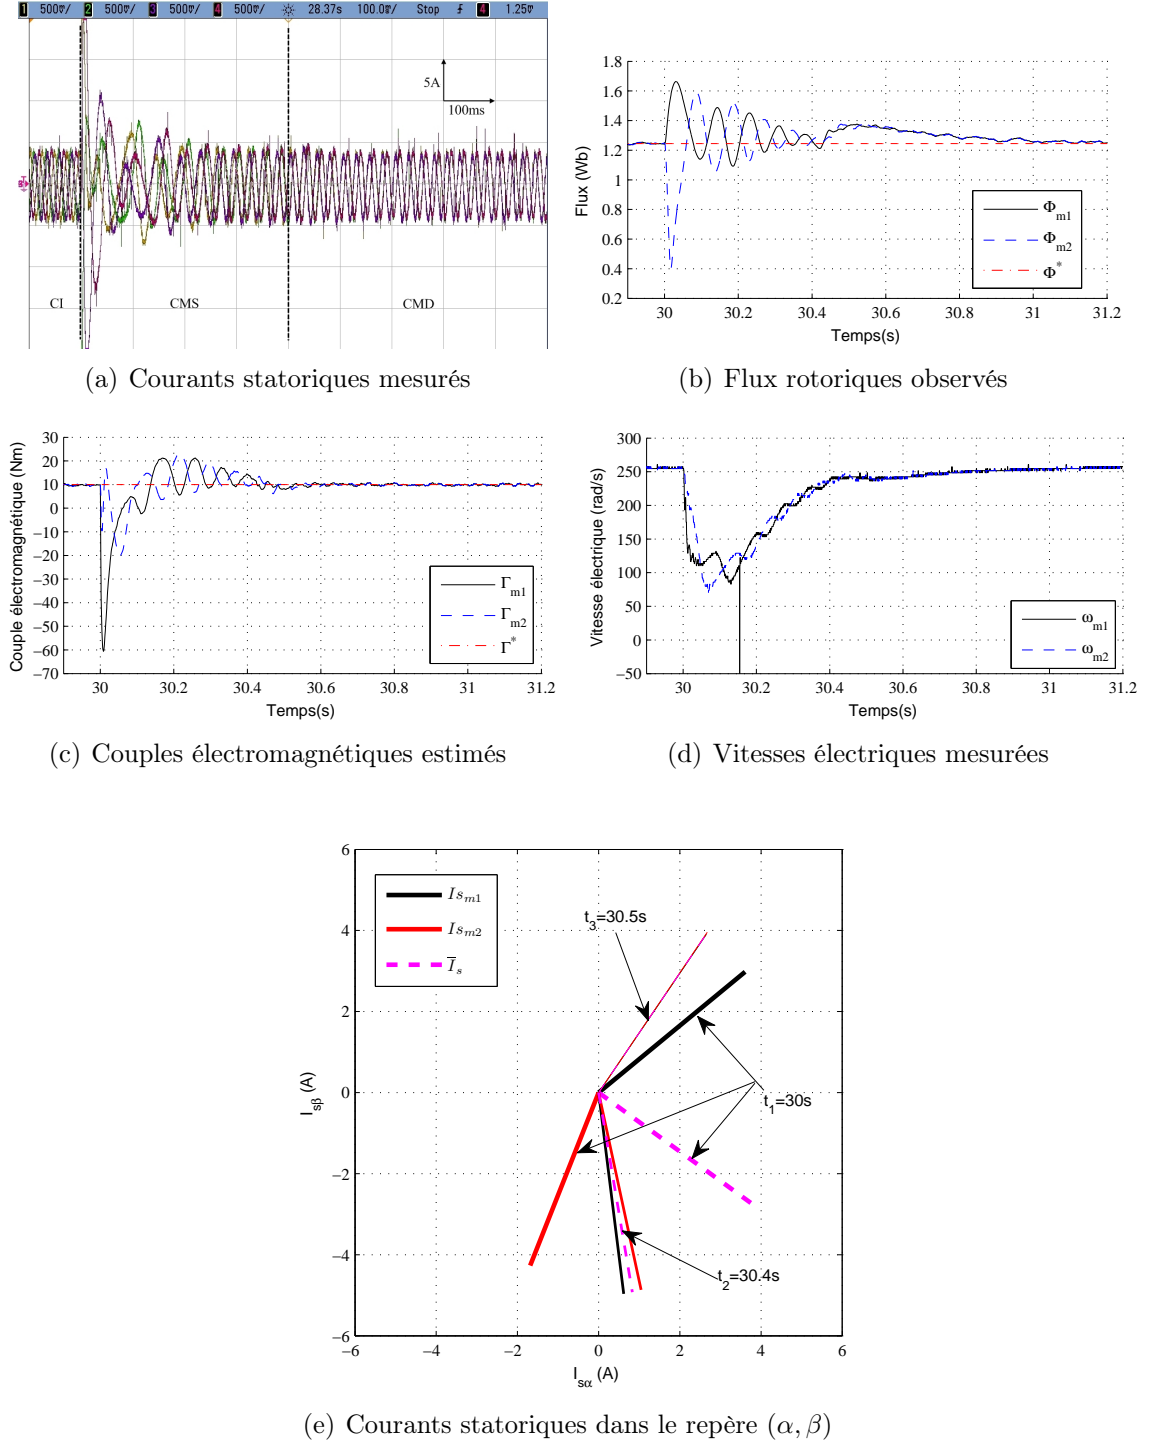 1 500㎷/ 2 500㎷/ 3 500㎷/ 4 500㎷/ 28.37s 100.0㎳/ Stop 4 1.25㎷
5A
100ms
CI CMS CMD
(a) Courants statoriques mesurés
1.8
1.6
1.4
1.2
1
0.8
0.6
0.4
0.2
Flux (Wb)
Φm1
Φm2
Φ*
30 30.2 30.4 30.6 30.8 31 31.2
Temps(s)
(b) Flux rotoriques observés
30
20
10
0
−10
−20
−30
−40
−50
−60
−70
Couple électromagnétique (Nm)
Γm1
Γm2
Γ*
30 30.2 30.4 30.6 30.8 31 31.2
Temps(s)
(c) Couples électromagnétiques estimés
300
250
200
150
100
50
0
−50
Vitesse électrique (rad/s)
ωm1
ωm2
30 30.2 30.4 30.6 30.8 31 31.2
Temps(s)
(d) Vitesses électriques mesurées
6
4
2
0
−2
−4
−6
Isβ (A)
Ism1
Ism2
I̅s
t3=30.5s
t1=30s
t2=30.4s
−6 −4 −2 0 2 4 6
Isα (A)
(e) Courants statoriques dans le repère (α, β)